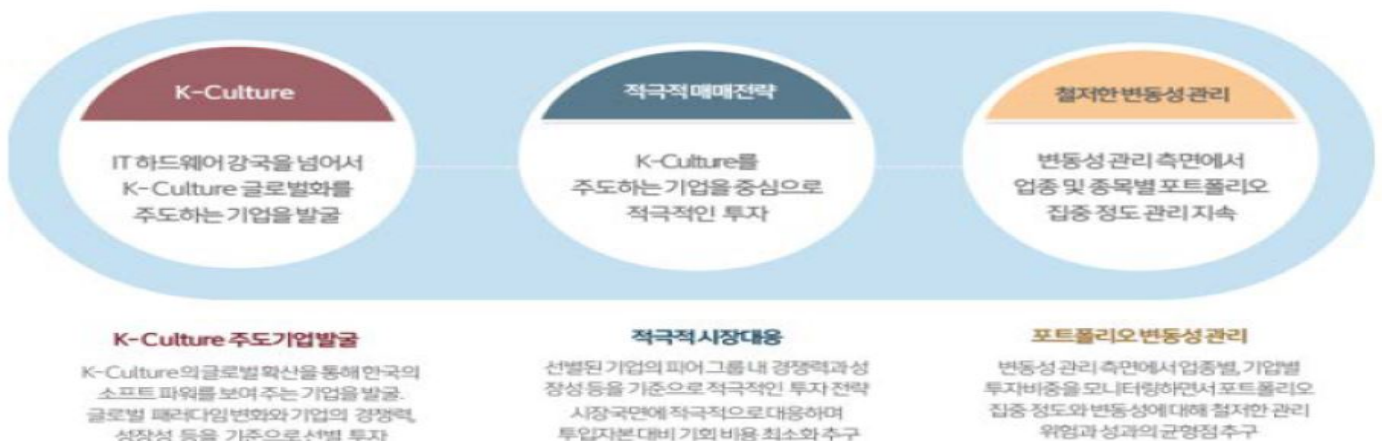 K-Culture
IT 하드웨어 강국을 넘어서
K-Culture 글로벌화를
주도하는 기업을 발굴
적극적 매매전략
K-Culture를
주도하는 기업을 중심으로
적극적인 투자
철저한 변동성 관리
변동성 관리 측면에서
업종 및 종목별 포트폴리오
집중 정도 관리 지속
K-Culture 주도기업 발굴
K-Culture의 글로벌 확산을 통해 한국의
소프트 파워를 보여 주는 기업을 발굴.
글로벌 패러다임 변화와 기업의 경쟁력,
성장성 등을 기준으로 선별 투자
적극적 시장대응
선별된 기업의 피어 그룹 내 경쟁력과 성
장성 등을 기준으로 적극적인 투자 전략
시장국면에 적극적으로 대응하며
투입자본 대비 기회 비용 최소화 추구
포트폴리오 변동성 관리
변동성 관리 측면에서 업종별, 기업별
투자비중을 모니터링하면서 포트폴리오
집중 정도와 변동성에 대해 철저한 관리
위험과 성과의 균형점 추구